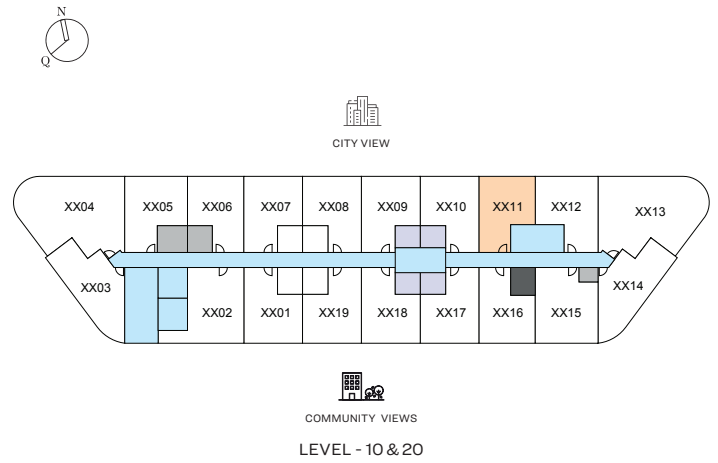 N
Q
CITY VIEW
XX04 XX05 XX06 XX07 XX08 XX09 XX10 XX11 XX12 XX13
XX03 XX14
XX02 XX01 XX19 XX18 XX17 XX16 XX15
COMMUNITY VIEWS
LEVEL - 10 & 20